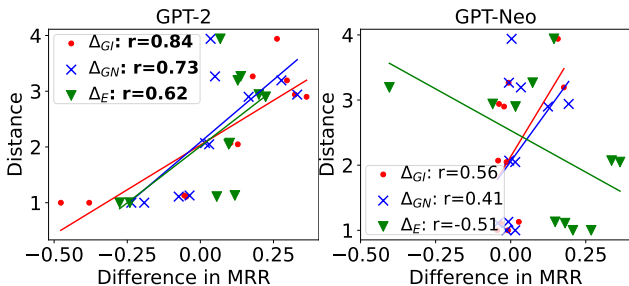 GPT-2
GPT-Neo
Δ_GI: r=0.84
Δ_GN: r=0.73
Δ_E: r=0.62
Δ_GI: r=0.56
Δ_GN: r=0.41
Δ_E: r=-0.51
Distance
4
3
2
1
−0.50
−0.25
0.00
0.25
Difference in MRR
Distance
4
3
2
1
−0.50
−0.25
0.00
0.25
Difference in MRR